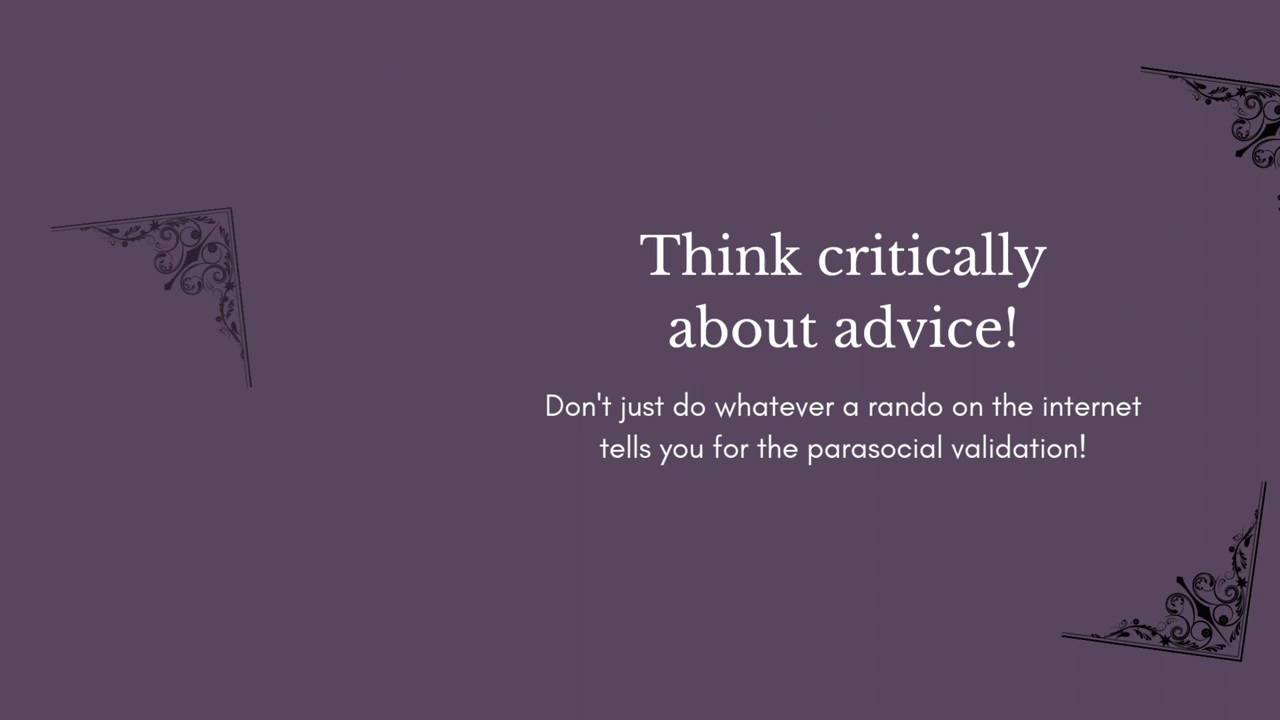 Think critically
about advice!
Don't just do whatever a rando on the internet
tells you for the parasocial validation!